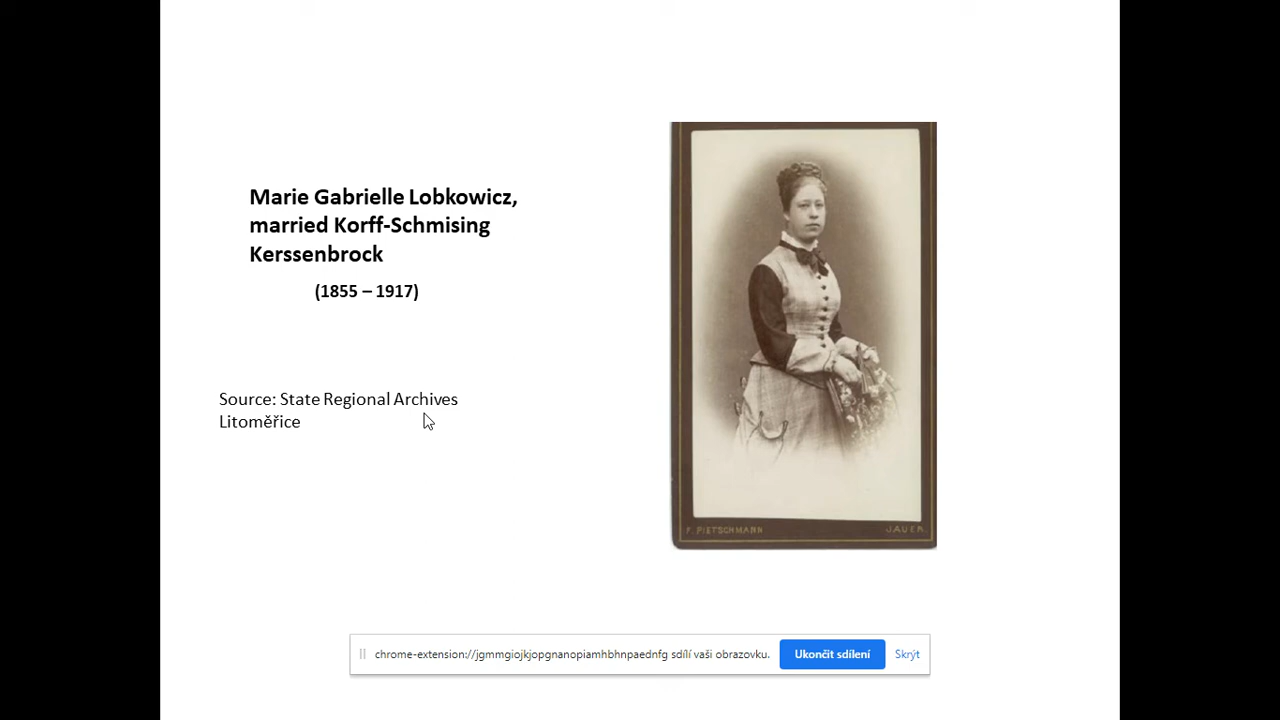 Marie Gabrielle Lobkowicz,
married Korff-Schmising
Kerssenbrock
(1855 – 1917)
Source: State Regional Archives
Litoměřice
F. PIETSCHMANN JAUER
chrome-extension://jgmmgiojkjopgnanopiamhbhnpaednfg sdílí vaši obrazovku. Ukončit sdílení Skrýt